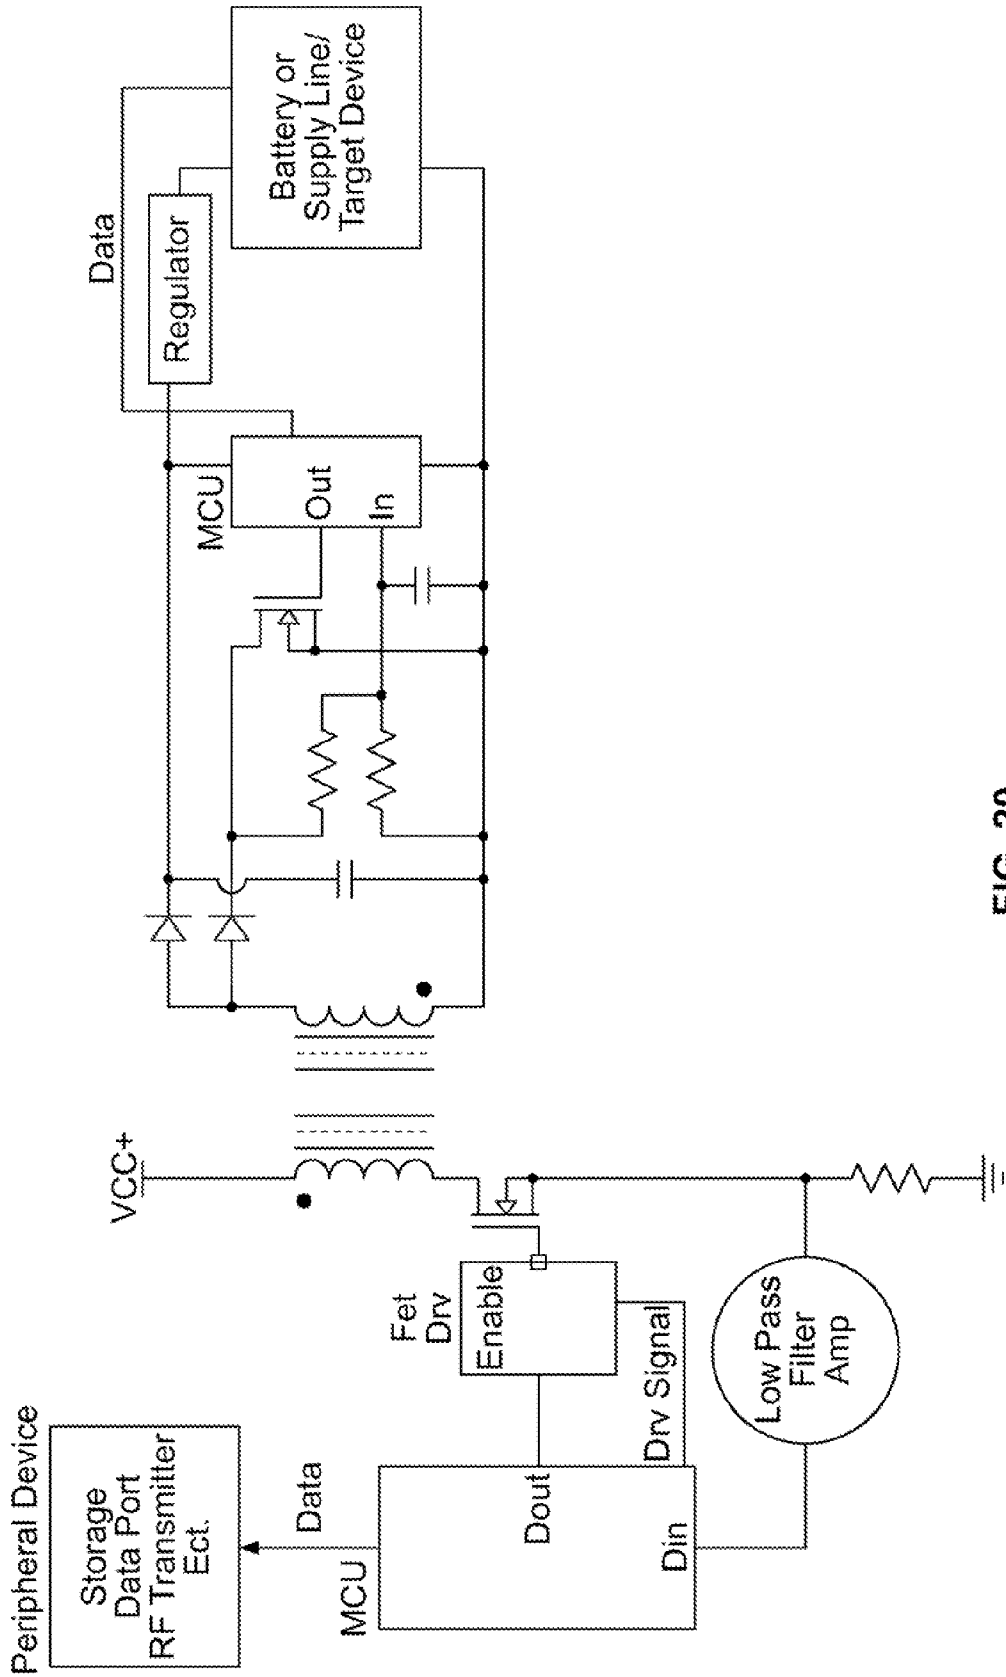 Peripheral Device
Storage
Data Port
RF Transmitter
Ect.
Data
MCU
Dout
Din
Drv Signal
Fet
Drv
Enable
Low Pass
Filter
Amp
VCC+
MCU
Out
In
Data
Regulator
Battery or
Supply Line/
Target Device
FIG.